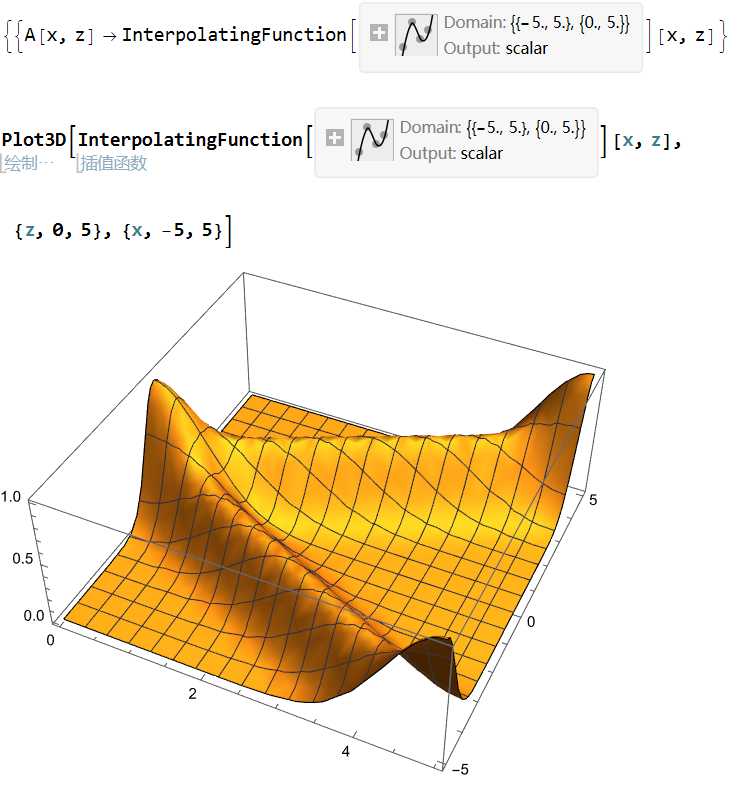 {{A[x, z] → InterpolatingFunction[ Domain: {{-5., 5.}, {0., 5.}} Output: scalar ][x, z]}
Plot3D[InterpolatingFunction[ Domain: {{-5., 5.}, {0., 5.}} Output: scalar ][x, z],
绘制⋯ 插值函数
{z, 0, 5}, {x, -5, 5}]
1.0
0.5
0.0
0
2
4
-5
0
5